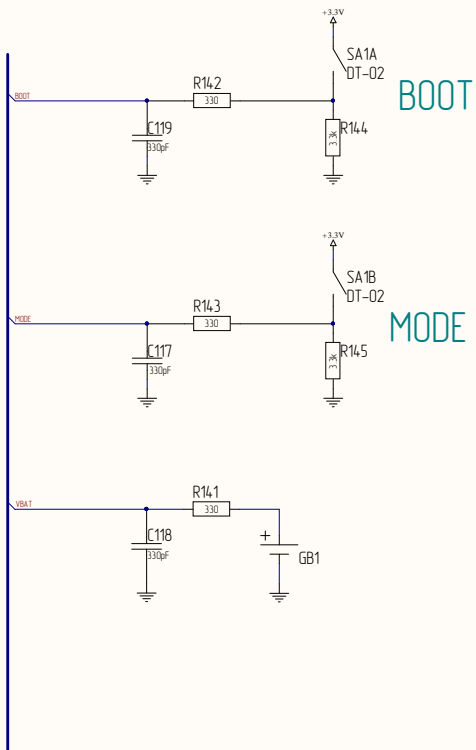 +3.3V
SA1A
DT-02
BOOT
R142
330
BOOT
C119
330pF
R144
3.3k
+3.3V
SA1B
DT-02
MODE
R143
330
MODE
C117
330pF
R145
3.3k
VBAT
R141
330
C118
330pF
+
GB1